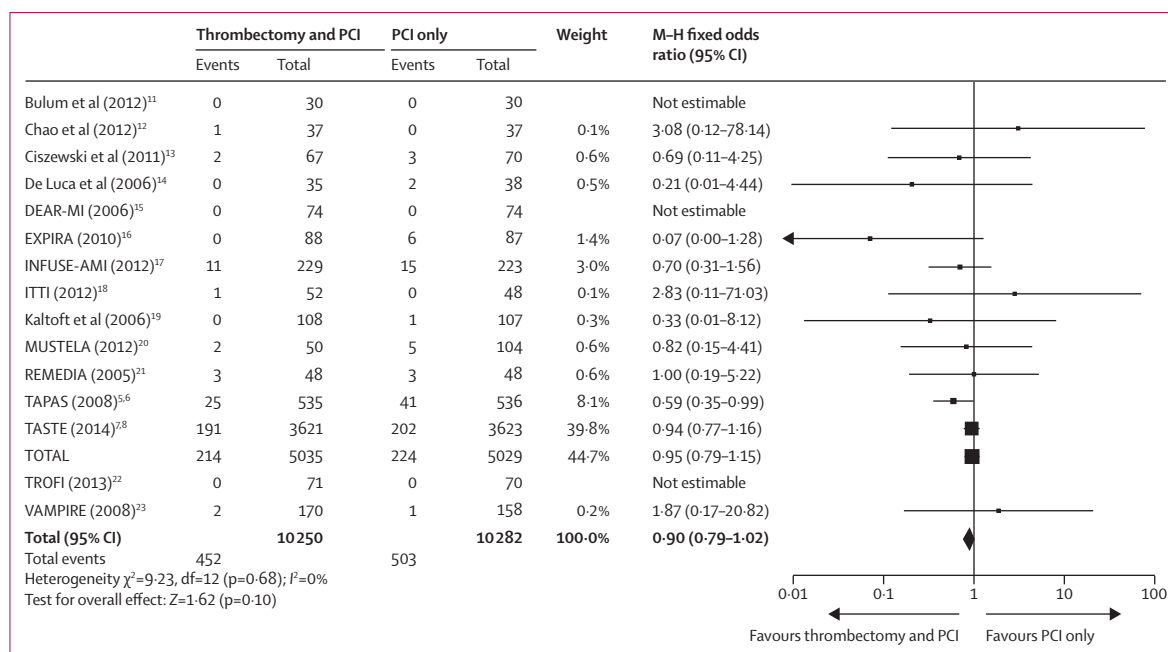 Thrombectomy and PCI PCI only Weight M–H fixed odds
ratio (95% CI)
Events Total Events Total
Bulum et al (2012)11 0 30 0 30 Not estimable
Chao et al (2012)12 1 37 0 37 0·1% 3·08 (0·12–78·14)
Ciszewski et al (2011)13 2 67 3 70 0·6% 0·69 (0·11–4·25)
De Luca et al (2006)14 0 35 2 38 0·5% 0·21 (0·01–4·44)
DEAR-MI (2006)15 0 74 0 74 Not estimable
EXPIRA (2010)16 0 88 6 87 1·4% 0·07 (0·00–1·28)
INFUSE-AMI (2012)17 11 229 15 223 3·0% 0·70 (0·31–1·56)
ITTI (2012)18 1 52 0 48 0·1% 2·83 (0·11–71·03)
Kaltoft et al (2006)19 0 108 1 107 0·3% 0·33 (0·01–8·12)
MUSTELA (2012)20 2 50 5 104 0·6% 0·82 (0·15–4·41)
REMEDIA (2005)21 3 48 3 48 0·6% 1·00 (0·19–5·22)
TAPAS (2008)5,6 25 535 41 536 8·1% 0·59 (0·35–0·99)
TASTE (2014)7,8 191 3621 202 3623 39·8% 0·94 (0·77–1·16)
TOTAL 214 5035 224 5029 44·7% 0·95 (0·79–1·15)
TROFI (2013)22 0 71 0 70 Not estimable
VAMPIRE (2008)23 2 170 1 158 0·2% 1·87 (0·17–20·82)
Total (95% CI) 10 250 10 282 100·0% 0·90 (0·79–1·02)
Total events 452 503
Heterogeneity χ²=9·23, df=12 (p=0·68); I²=0%
Test for overall effect: Z=1·62 (p=0·10)
0·01 0·1 1 10 100
Favours thrombectomy and PCI Favours PCI only